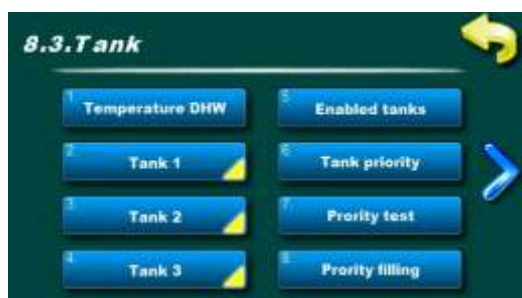 8.3.Tank
1 Temperature DHW
2 Tank 1
3 Tank 2
4 Tank 3
5 Enabled tanks
6 Tank priority
7 Prority test
8 Prority filling